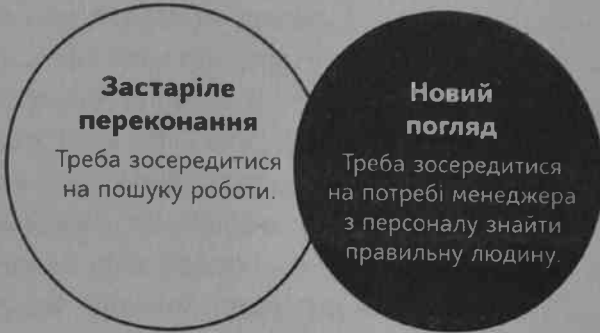 Застаріле
переконання
Треба зосередитися
на пошуку роботи.
Новий
погляд
Треба зосередитися
на потребі менеджера
з персоналу знайти
правильну людину.